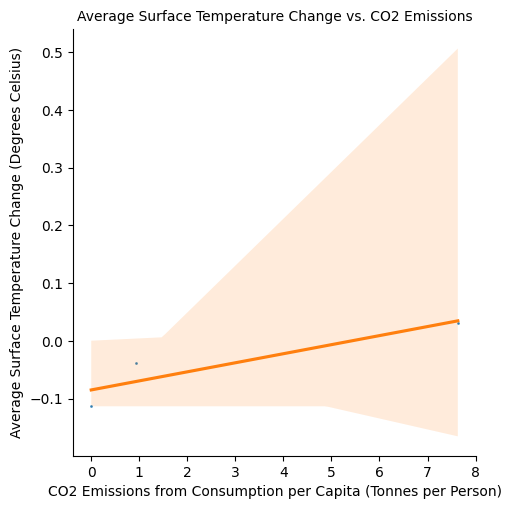 Average Surface Temperature Change vs. CO2 Emissions
Average Surface Temperature Change (Degrees Celsius)
0.5
0.4
0.3
0.2
0.1
0.0
−0.1
0 1 2 3 4 5 6 7 8
CO2 Emissions from Consumption per Capita (Tonnes per Person)